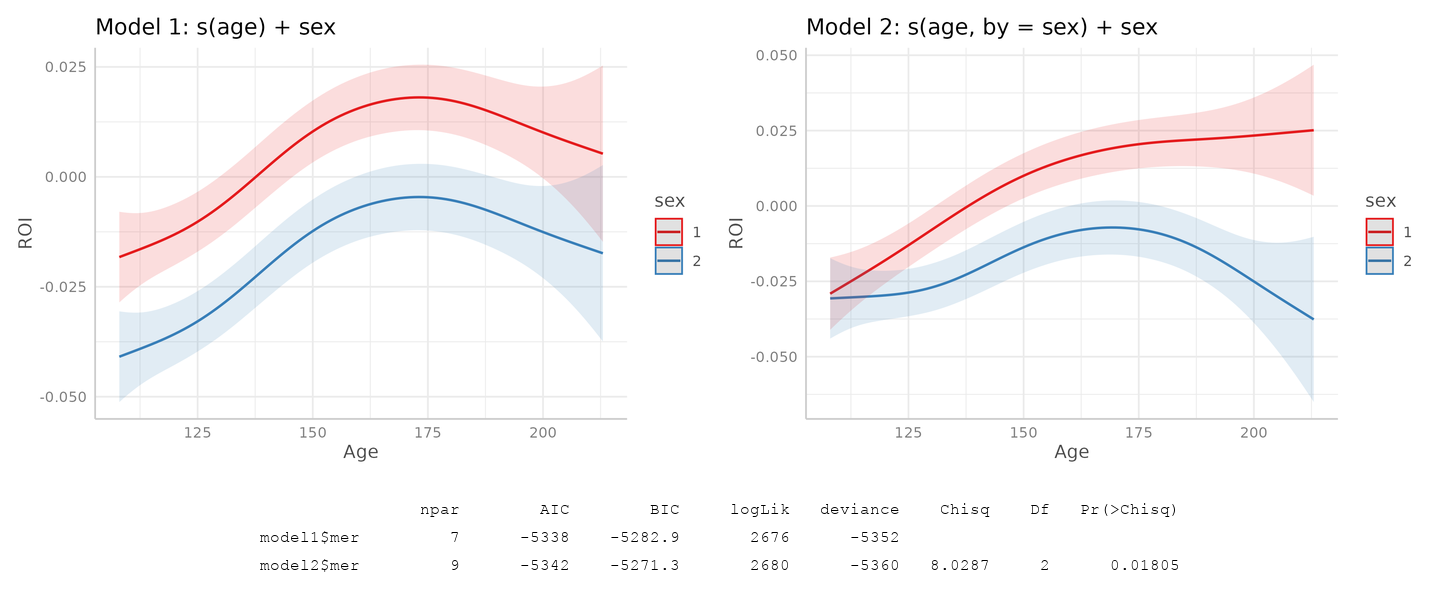 Model 1: s(age) + sex
0.025
0.000
-0.025
-0.050
ROI
125 150 175 200
Age
sex
1
2
Model 2: s(age, by = sex) + sex
0.050
0.025
0.000
-0.025
-0.050
ROI
125 150 175 200
Age
sex
1
2
npar AIC BIC logLik deviance Chisq Df Pr(>Chisq)
model1$mer 7 -5338 -5282.9 2676 -5352
model2$mer 9 -5342 -5271.3 2680 -5360 8.0287 2 0.01805